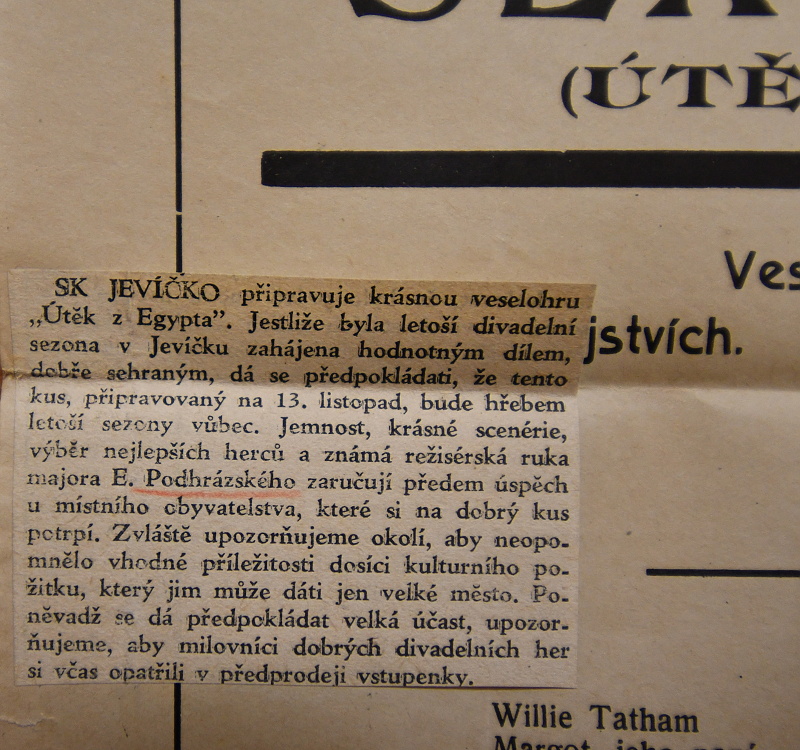 (ÚTĚ
Ves
jstvích.
SK JEVÍČKO připravuje krásnou veselohru
„Útěk z Egypta”. Jestliže byla letoší divadelní
sezona v Jevíčku zahájena hodnotným dílem,
dobře sehraným, dá se předpokládati, že tento
kus, připravovaný na 13. listopad, bude hřebem
letoší sezony vůbec. Jemnost, krásné scenérie,
výběr nejlepších herců a známá režisérská ruka
majora E. Podhrázského zaručují předem úspěch
u místního obyvatelstva, které si na dobrý kus
potrpí. Zvláště upozorňujeme okolí, aby neopo-
mnělo vhodné příležitosti dosíci kulturního po-
žitku, který jim může dáti jen velké město. Po-
něvadž se dá předpokládat velká účast, upozor-
ňujeme, aby milovníci dobrých divadelních her
si včas opatřili v předprodeji vstupenky.
Willie Tatham
Margot, jeho